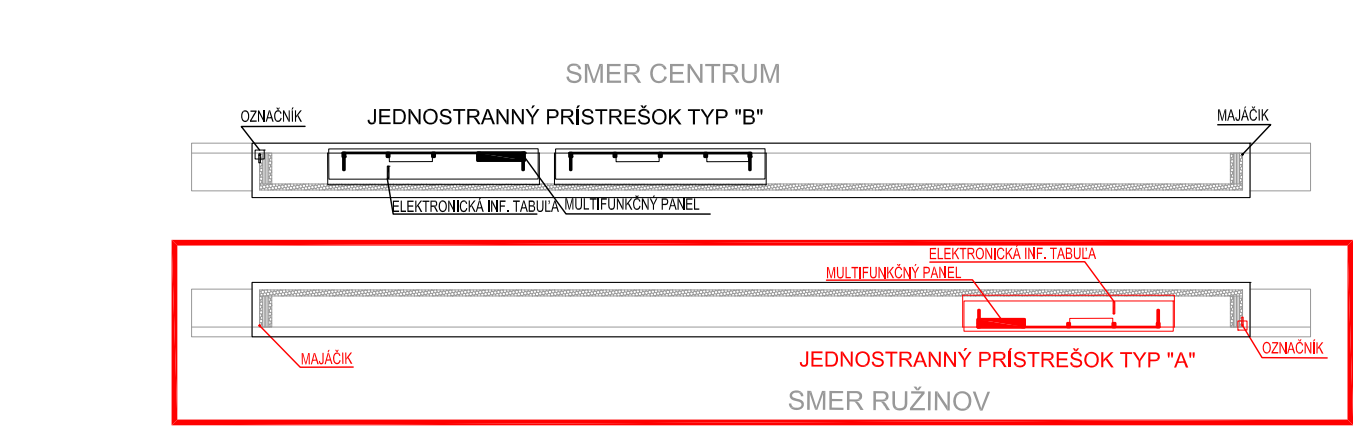 SMER CENTRUM
OZNAČNÍK
JEDNOSTRANNÝ PRÍSTREŠOK TYP "B"
MAJÁČIK
ELEKTRONICKÁ INF. TABUĽA
MULTIFUNKČNÝ PANEL
ELEKTRONICKÁ INF. TABUĽA
MULTIFUNKČNÝ PANEL
MAJÁČIK
JEDNOSTRANNÝ PRÍSTREŠOK TYP "A"
OZNAČNÍK
SMER RUŽINOV